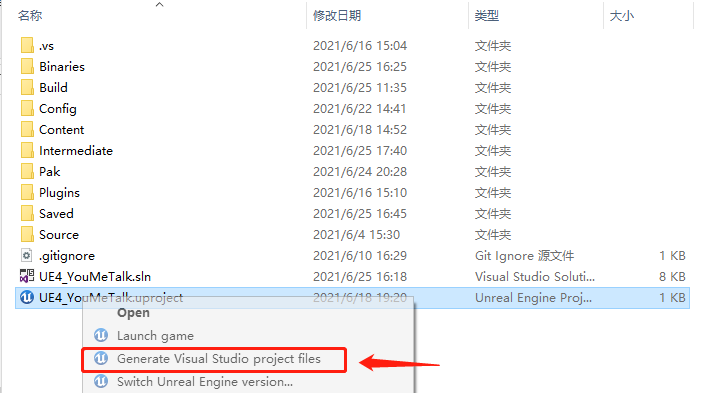 名称 修改日期 类型 大小
.vs 2021/6/16 15:04 文件夹
Binaries 2021/6/25 16:25 文件夹
Build 2021/6/25 11:35 文件夹
Config 2021/6/22 14:41 文件夹
Content 2021/6/18 14:52 文件夹
Intermediate 2021/6/25 17:40 文件夹
Pak 2021/6/24 20:28 文件夹
Plugins 2021/6/16 15:10 文件夹
Saved 2021/6/25 16:45 文件夹
Source 2021/6/4 15:30 文件夹
.gitignore 2021/6/10 16:29 Git Ignore 源文件 1 KB
UE4_YouMeTalk.sln 2021/6/25 16:18 Visual Studio Soluti... 8 KB
UE4_YouMeTalk.uproject 2021/6/18 19:20 Unreal Engine Proj... 1 KB
Open
Launch game
Generate Visual Studio project files
Switch Unreal Engine version...